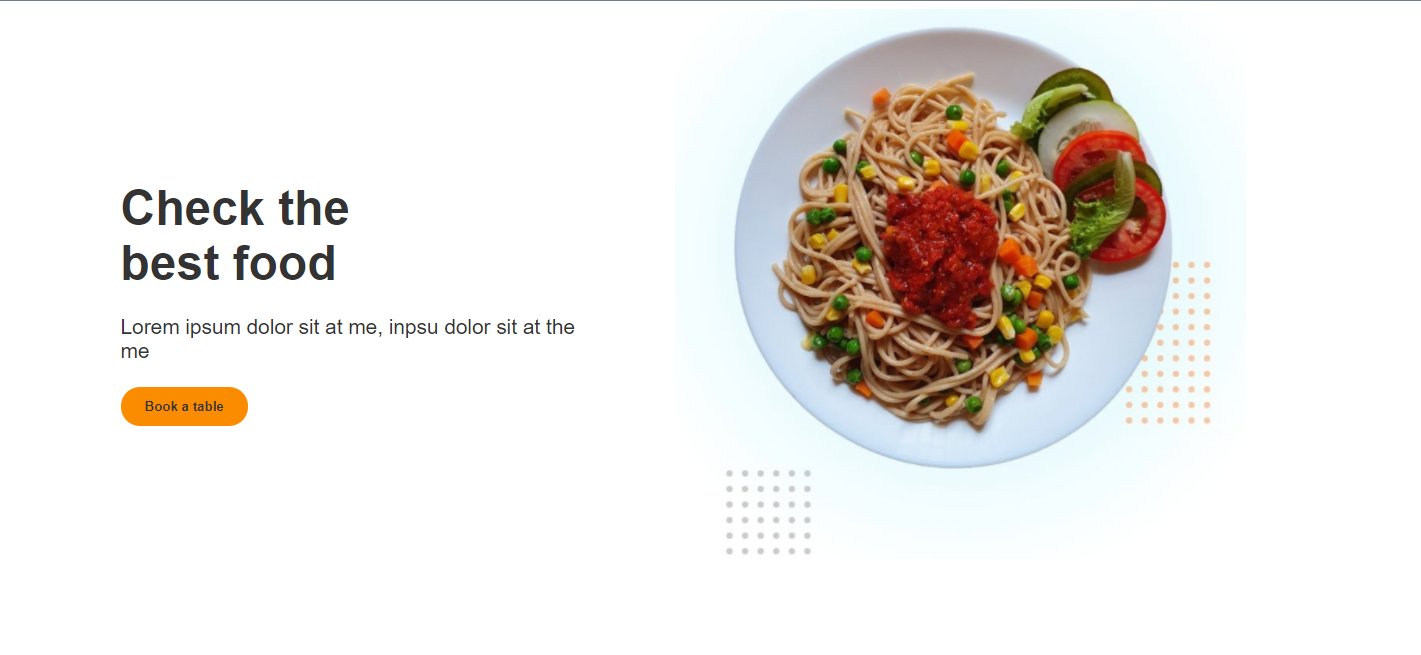 Check the
best food
Lorem ipsum dolor sit at me, inpsu dolor sit at the
me
Book a table